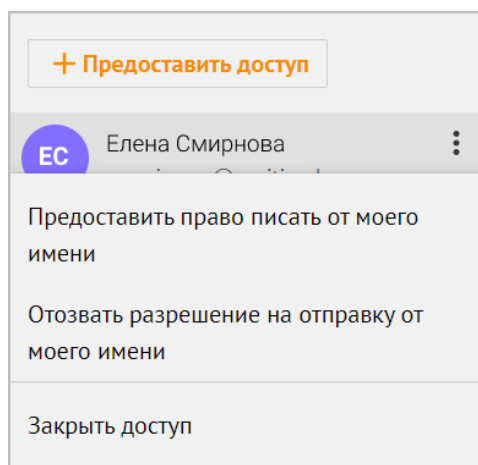 + Предоставить доступ
ЕС
Елена Смирнова
Предоставить право писать от моего
имени
Отозвать разрешение на отправку от
моего имени
Закрыть доступ